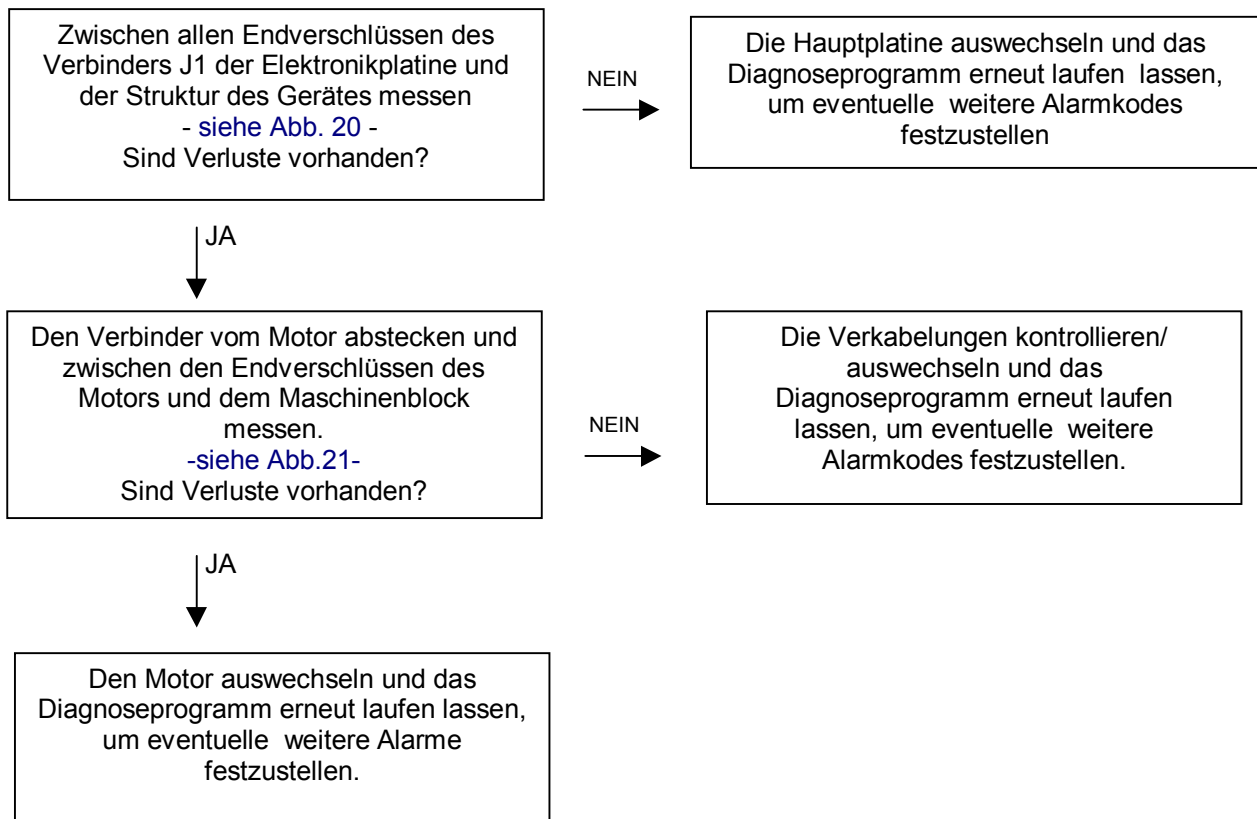 Zwischen allen Endverschlüssen des
Verbinders J1 der Elektronikplatine und
der Struktur des Gerätes messen
- siehe Abb. 20 -
Sind Verluste vorhanden?
NEIN
Die Hauptplatine auswechseln und das
Diagnoseprogramm erneut laufen  lassen,
um eventuelle  weitere Alarmkodes
festzustellen
JA
Den Verbinder vom Motor abstecken und
zwischen den Endverschlüssen des
Motors und dem Maschinenblock
messen.
-siehe Abb.21-
Sind Verluste vorhanden?
NEIN
Die Verkabelungen kontrollieren/
auswechseln und das
Diagnoseprogramm erneut laufen
lassen, um eventuelle  weitere
Alarmkodes festzustellen.
JA
Den Motor auswechseln und das
Diagnoseprogramm erneut laufen lassen,
um eventuelle  weitere Alarme
festzustellen.